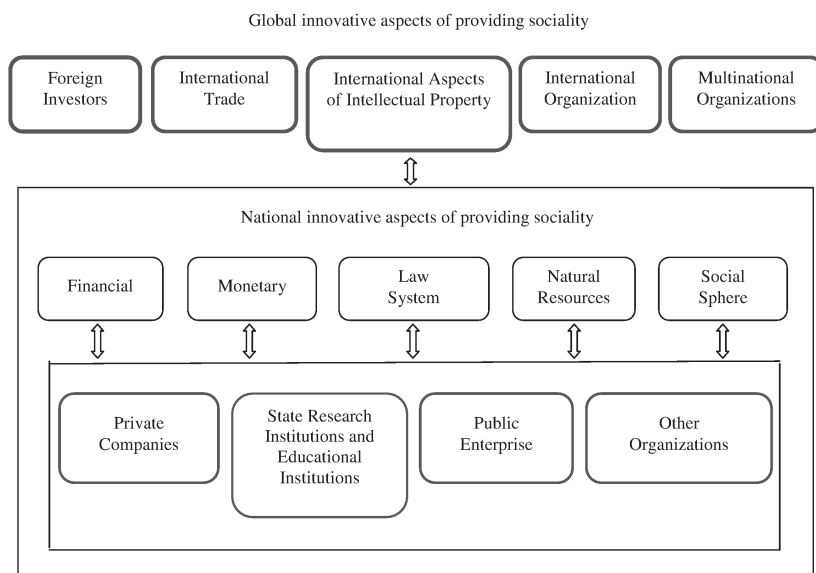 Global innovative aspects of providing sociality
Foreign
Investors
International
Trade
International Aspects
of Intellectual Property
International
Organization
Multinational
Organizations
National innovative aspects of providing sociality
Financial
Monetary
Law
System
Natural
Resources
Social
Sphere
Private
Companies
State Research
Institutions and
Educational
Institutions
Public
Enterprise
Other
Organizations